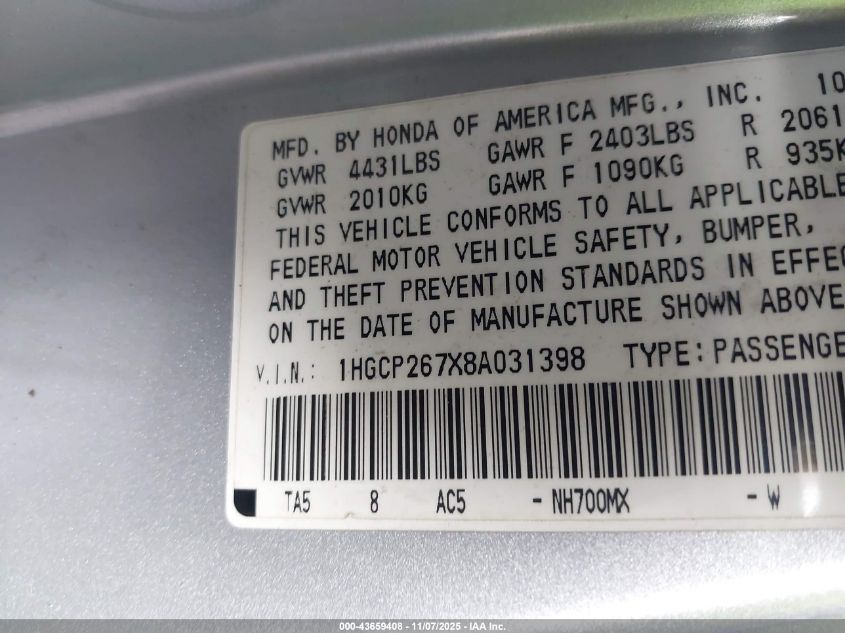 MFD. BY HONDA OF AMERICA MFG., INC. 10
GVWR 4431LBS GAWR F 2403LBS R 2061
GVWR 2010KG GAWR F 1090KG R 935K
THIS VEHICLE CONFORMS TO ALL APPLICABLE
FEDERAL MOTOR VEHICLE SAFETY, BUMPER,
AND THEFT PREVENTION STANDARDS IN EFFEC
ON THE DATE OF MANUFACTURE SHOWN ABOVE
V.I.N.: 1HGCP267X8A031398 TYPE: PASSENGE
TA5 8 AC5 -NH700MX -W
000-43659408 - 11/07/2025 - IAA Inc.